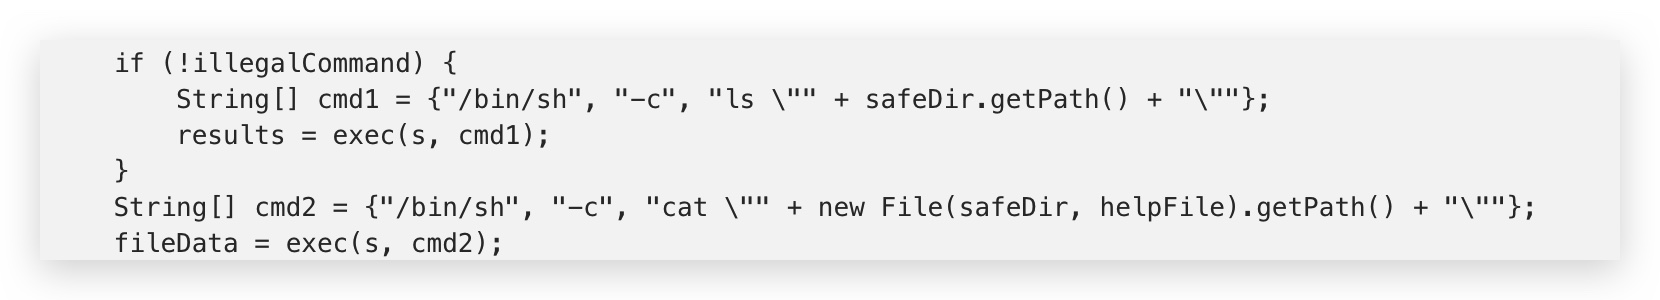 if (!illegalCommand) {
    String[] cmd1 = {"/bin/sh", "-c", "ls \"" + safeDir.getPath() + "\""};
    results = exec(s, cmd1);
}
String[] cmd2 = {"/bin/sh", "-c", "cat \"" + new File(safeDir, helpFile).getPath() + "\""};
fileData = exec(s, cmd2);